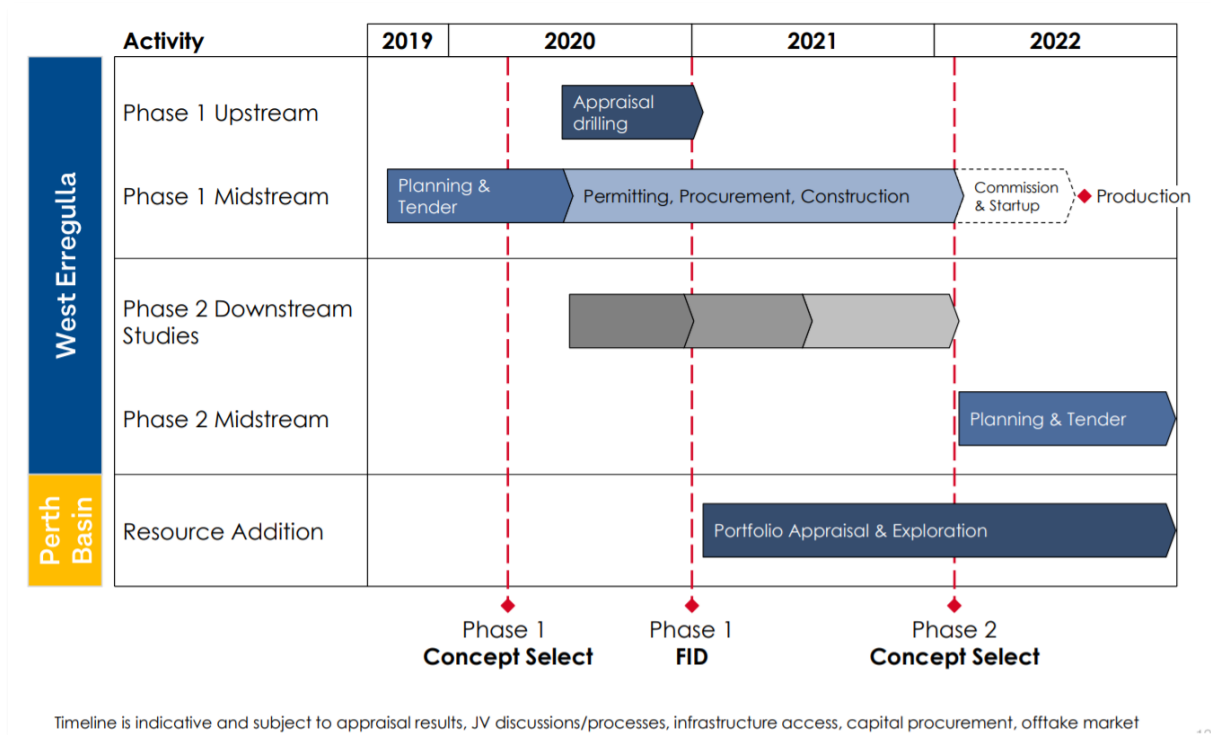 Activity
2019
2020
2021
2022
West Erregulla
Phase 1 Upstream
Appraisal
drilling
Phase 1 Midstream
Planning &
Tender
Permitting, Procurement, Construction
Commission
& Startup
Production
Phase 2 Downstream
Studies
Phase 2 Midstream
Planning & Tender
Perth
Basin
Resource Addition
Portfolio Appraisal & Exploration
Phase 1
Concept Select
Phase 1
FID
Phase 2
Concept Select
Timeline is indicative and subject to appraisal results, JV discussions/processes, infrastructure access, capital procurement, offtake market